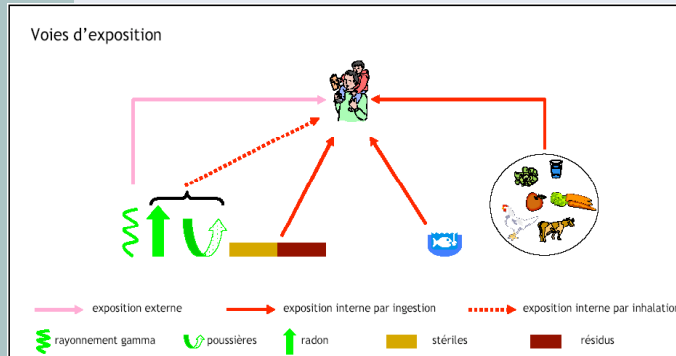 Voies d'exposition
exposition externe
exposition interne par ingestion
exposition interne par inhalation
rayonnement gamma
poussières
radon
stériles
résidus